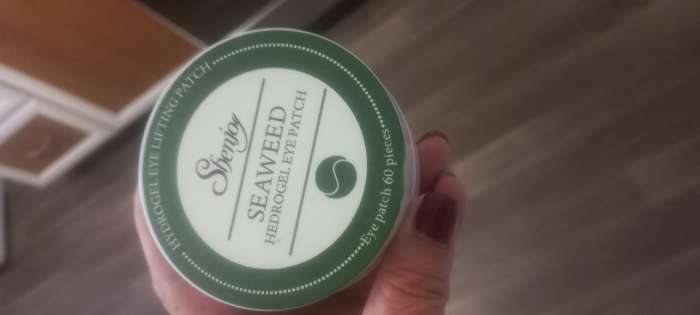 HYDROGEL EYE LIFTING PATCH
Shenjoy
SEAWEED
HEDROGEL EYE PATCH
Eye patch 60 pieces